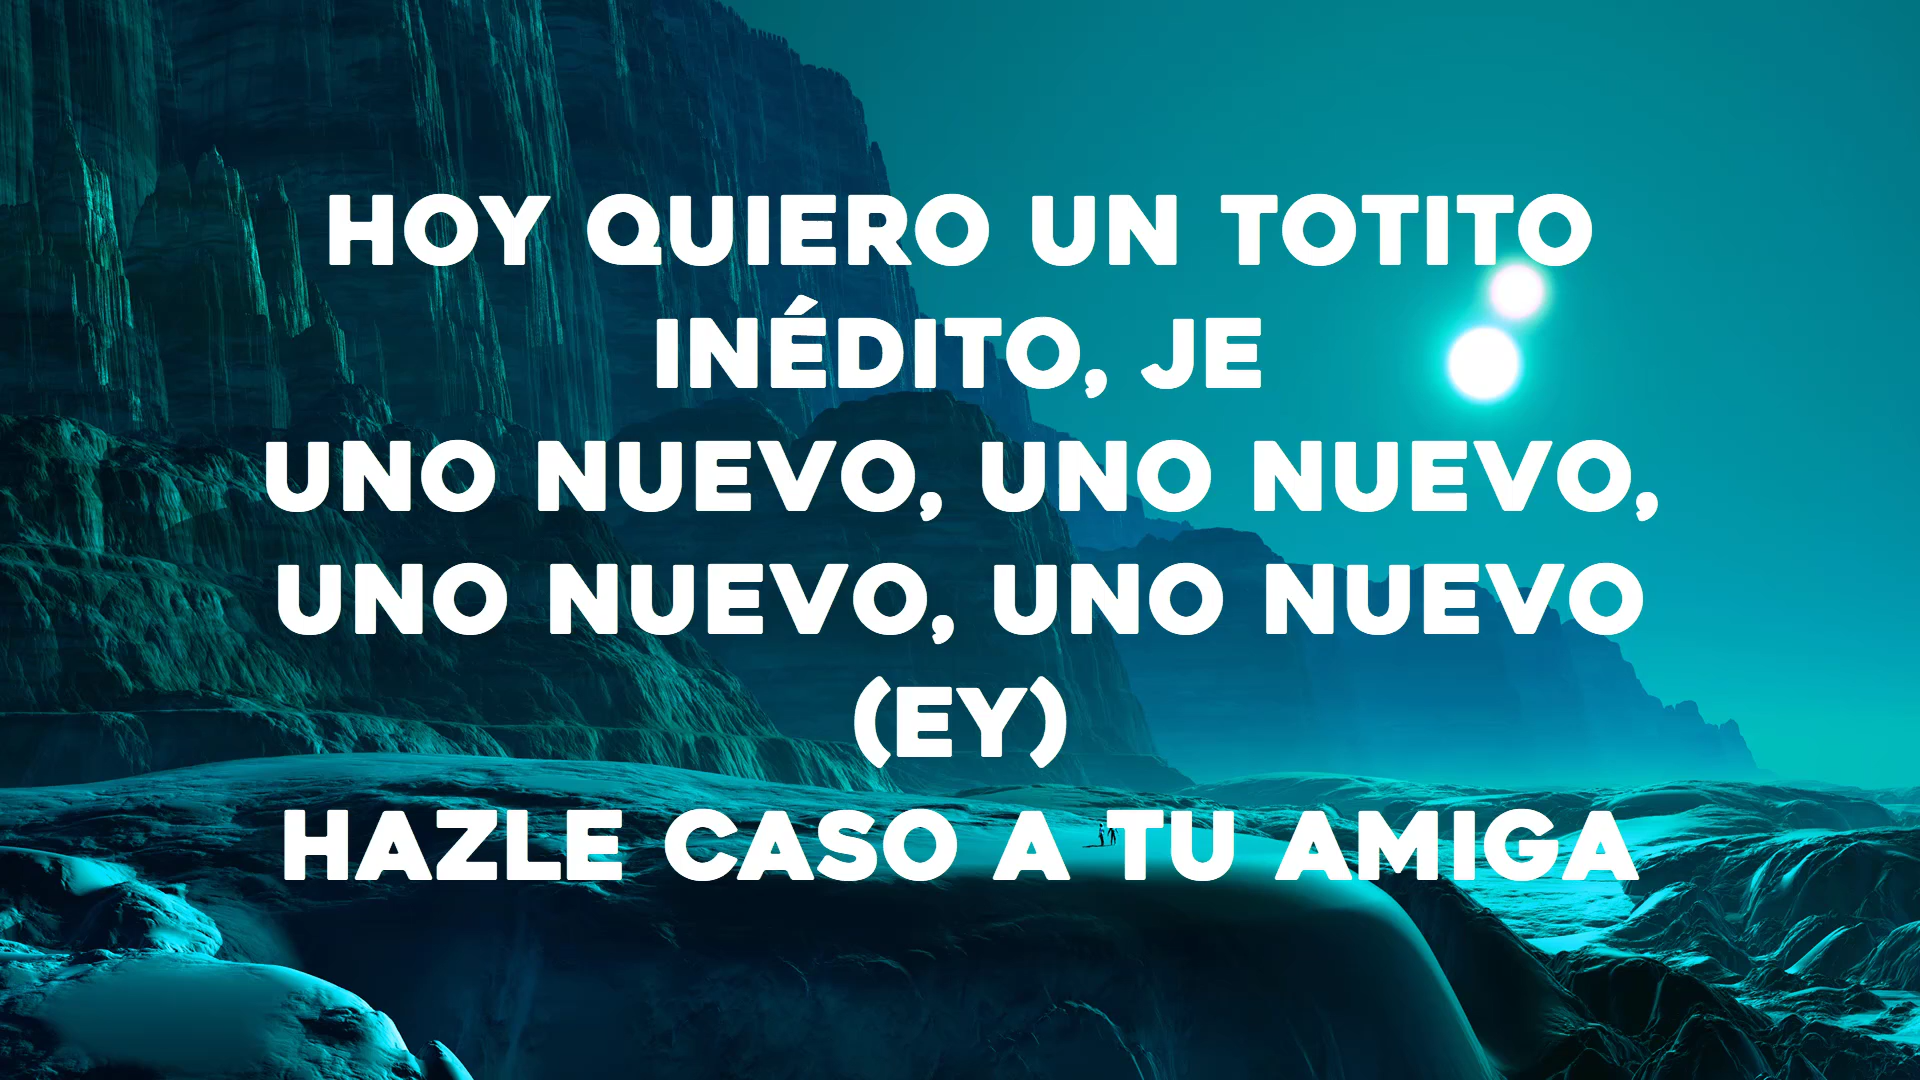 HOY QUIERO UN TOTITO
INÉDITO, JE
UNO NUEVO, UNO NUEVO,
UNO NUEVO, UNO NUEVO
(EY)
HAZLE CASO A TU AMIGA